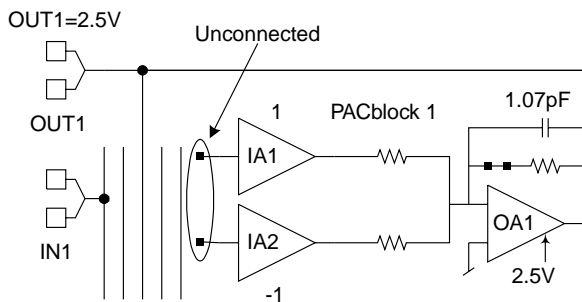 OUT1=2.5V
Unconnected
OUT1
1
PACblock 1
1.07pF
IA1
IN1
IA2
OA1
-1
2.5V